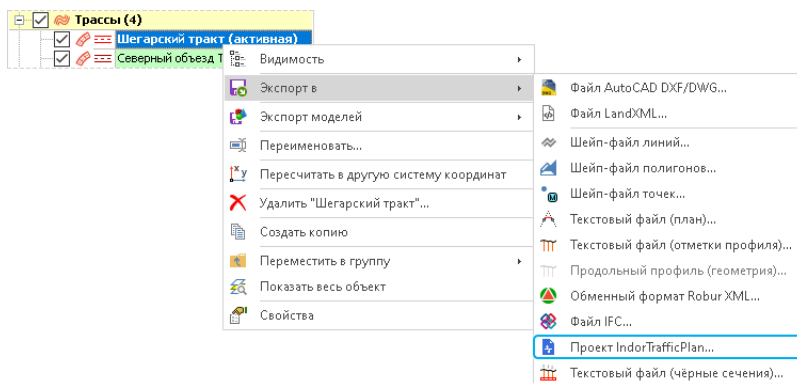 Трассы (4)
Шегарский тракт (активная)
Северный объезд Т
Видимость
Экспорт в
Экспорт моделей
Переименовать...
Пересчитать в другую систему координат
Удалить "Шегарский тракт"...
Создать копию
Переместить в группу
Показать весь объект
Свойства
Файл AutoCAD DXF/DWG...
Файл LandXML...
Шейп-файл линий...
Шейп-файл полигонов...
Шейп-файл точек...
Текстовый файл (план)...
Текстовый файл (отметки профиля)...
Продольный профиль (геометрия)...
Обменный формат Robur XML...
Файл IFC...
Проект IndorTrafficPlan...
Текстовый файл (чёрные сечения)...